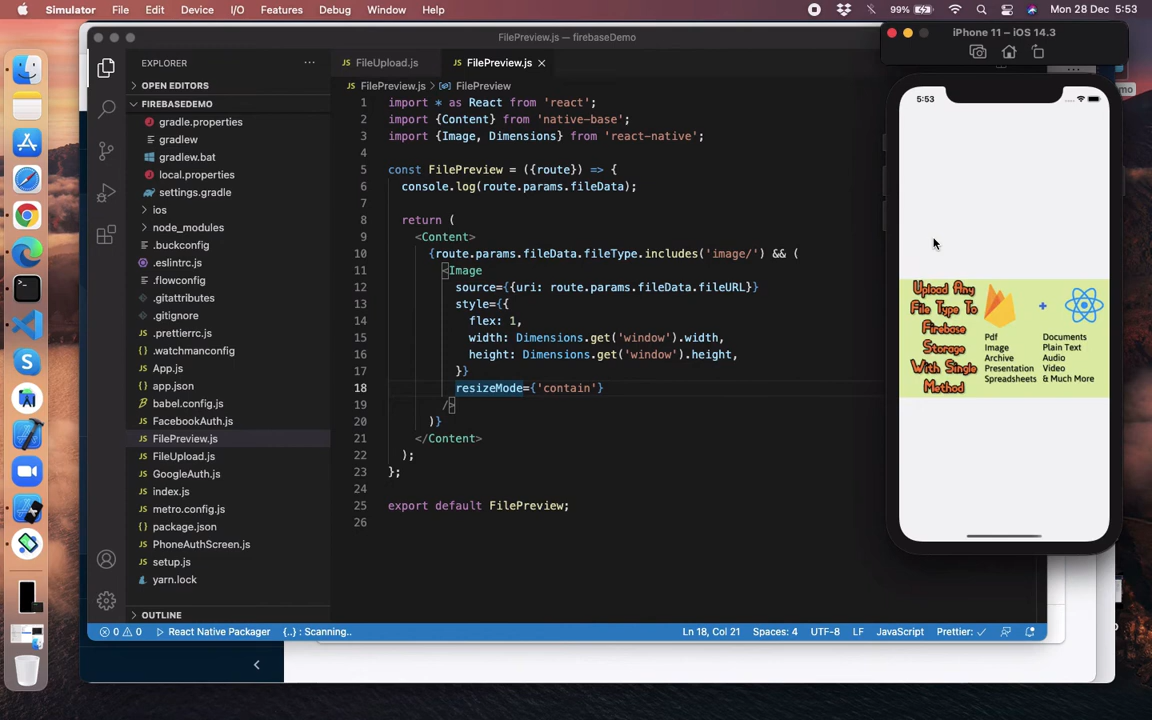 Simulator File Edit Device I/O Features Debug Window Help 99% Mon 28 Dec 5:53
FilePreview.js — firebaseDemo
iPhone 11 – iOS 14.3
EXPLORER
OPEN EDITORS
FIREBASEDEMO
gradle.properties
gradlew
gradlew.bat
local.properties
settings.gradle
ios
node_modules
.buckconfig
.eslintrc.js
.flowconfig
.gitattributes
.gitignore
.prettierrc.js
.watchmanconfig
App.js
app.json
babel.config.js
FacebookAuth.js
FilePreview.js
FileUpload.js
GoogleAuth.js
index.js
metro.config.js
package.json
PhoneAuthScreen.js
setup.js
yarn.lock
OUTLINE
JS FileUpload.js JS FilePreview.js
JS FilePreview.js > FilePreview
1 import * as React from 'react';
2 import {Content} from 'native-base';
3 import {Image, Dimensions} from 'react-native';
4
5 const FilePreview = ({route}) => {
6 console.log(route.params.fileData);
7
8 return (
9 <Content>
10 {route.params.fileData.fileType.includes('image/') && (
11 <Image
12 source={{uri: route.params.fileData.fileURL}}
13 style={{
14 flex: 1,
15 width: Dimensions.get('window').width,
16 height: Dimensions.get('window').height,
17 }}
18 resizeMode={'contain'}
19 />
20 )}
21 </Content>
22 );
23 };
24
25 export default FilePreview;
26
5:53
Upload Any
File Type To
Firebase
Storage
With Single
Method
+
Pdf
Image
Archive
Presentation
Spreadsheets
Documents
Plain Text
Audio
Video
& Much More
0 0 React Native Packager {..} : Scanning.. Ln 18, Col 21 Spaces: 4 UTF-8 LF JavaScript Prettier: ✓